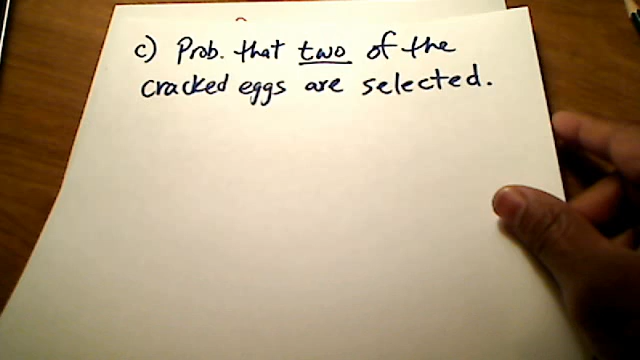 c) Prob. that two of the
cracked eggs are selected.